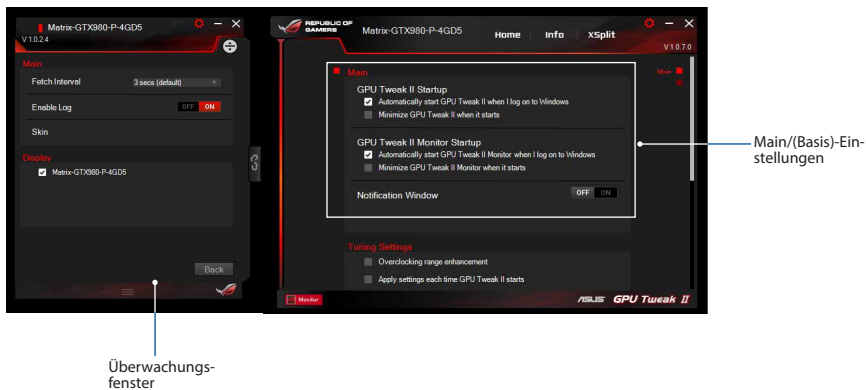 Matrix-GTX980-P-4GD5
V 1.0.2.4
Main
Fetch Interval
3 secs (default)
Enable Log
OFF ON
Skin
Display
Matrix-GTX980-P-4GD5
Back
REPUBLIC OF
GAMERS
Matrix-GTX980-P-4GD5
Home
Info
XSplit
V 1.0.7.0
Main
Main
GPU Tweak II Startup
Automatically start GPU Tweak II when I log on to Windows
Minimize GPU Tweak II when it starts
GPU Tweak II Monitor Startup
Automatically start GPU Tweak II Monitor when I log on to Windows
Minimize GPU Tweak II Monitor when it starts
Notification Window
OFF ON
Tuning Settings
Overclocking range enhancement
Apply settings each time GPU Tweak II starts
Monitor
ASUS GPU Tweak II
Main/(Basis)-Ein-
stellungen
Überwachungs-
fenster